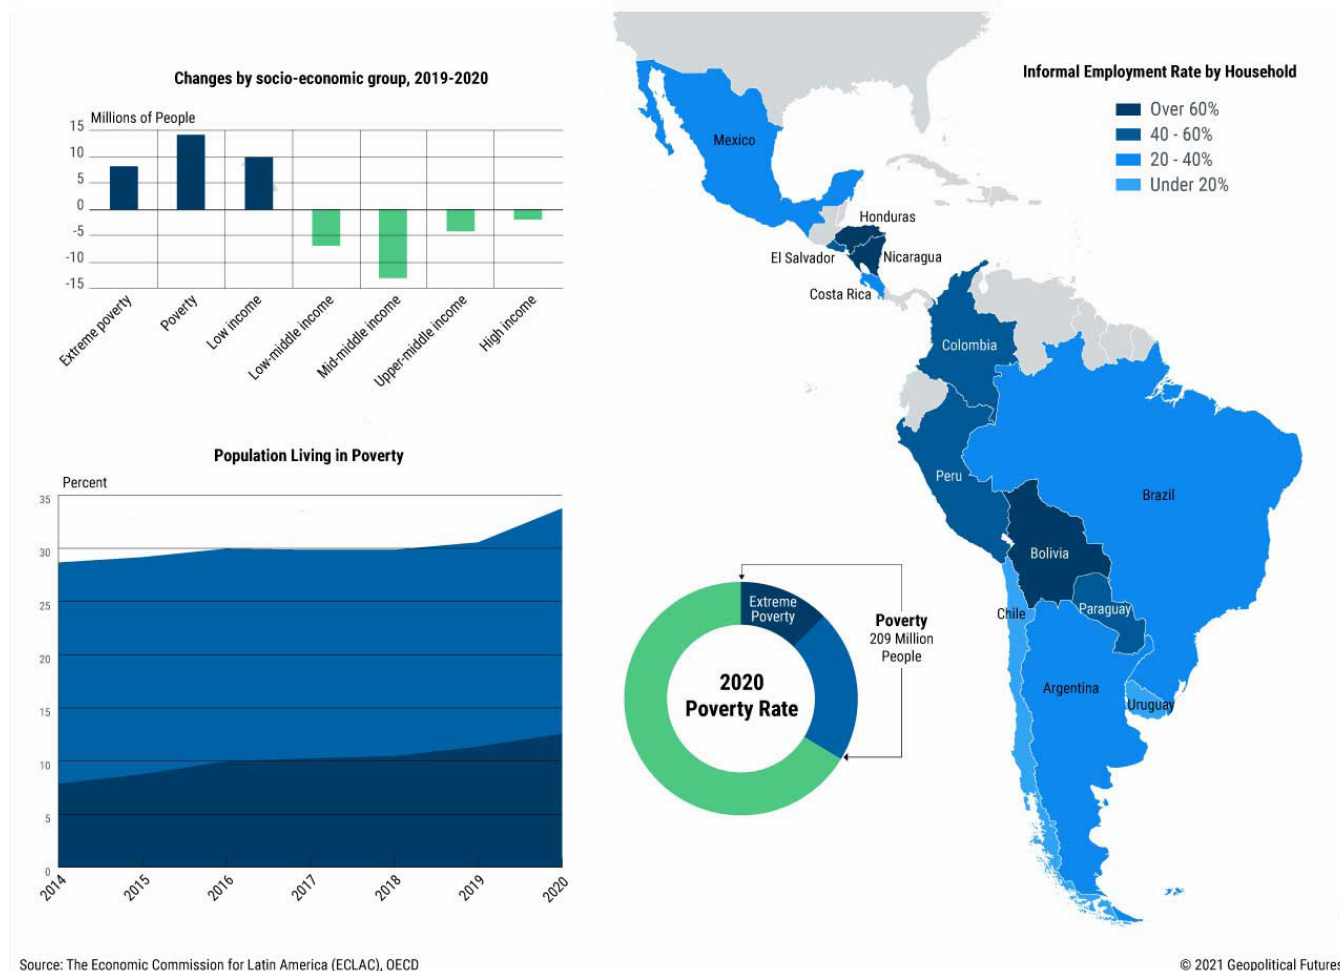 Changes by socio-economic group, 2019-2020
Millions of People
15
10
5
0
-5
-10
-15
Extreme poverty
Poverty
Low income
Low-middle income
Mid-middle income
Upper-middle income
High income
Population Living in Poverty
Percent
35
30
25
20
15
10
5
0
2014
2015
2016
2017
2018
2019
2020
Extreme
Poverty
2020
Poverty Rate
Poverty
209 Million
People
Informal Employment Rate by Household
Over 60%
40 - 60%
20 - 40%
Under 20%
Mexico
Honduras
El Salvador
Nicaragua
Costa Rica
Colombia
Peru
Brazil
Bolivia
Chile
Paraguay
Argentina
Uruguay
Source: The Economic Commission for Latin America (ECLAC), OECD
© 2021 Geopolitical Futures